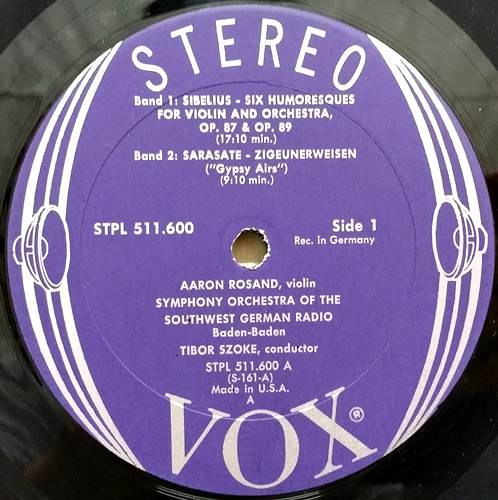 STEREO
Band 1: SIBELIUS - SIX HUMORESQUES
FOR VIOLIN AND ORCHESTRA,
OP. 87 & OP. 89
(17:10 min.)
Band 2: SARASATE - ZIGEUNERWEISEN
("Gypsy Airs")
(9:10 min.)
STPL 511.600
Side 1
Rec. in Germany
AARON ROSAND, violin
SYMPHONY ORCHESTRA OF THE
SOUTHWEST GERMAN RADIO
Baden-Baden
TIBOR SZOKE, conductor
STPL 511.600 A
(S-161-A)
Made in U.S.A.
A
VOX®